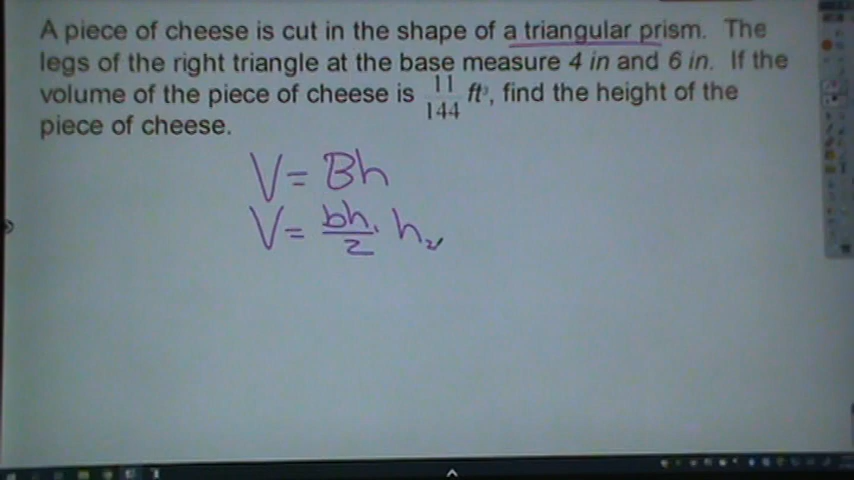 A piece of cheese is cut in the shape of a triangular prism. The
legs of the right triangle at the base measure 4 in and 6 in. If the
volume of the piece of cheese is 11/144 ft³, find the height of the
piece of cheese.
V = Bh
V = bh/2 · h₂